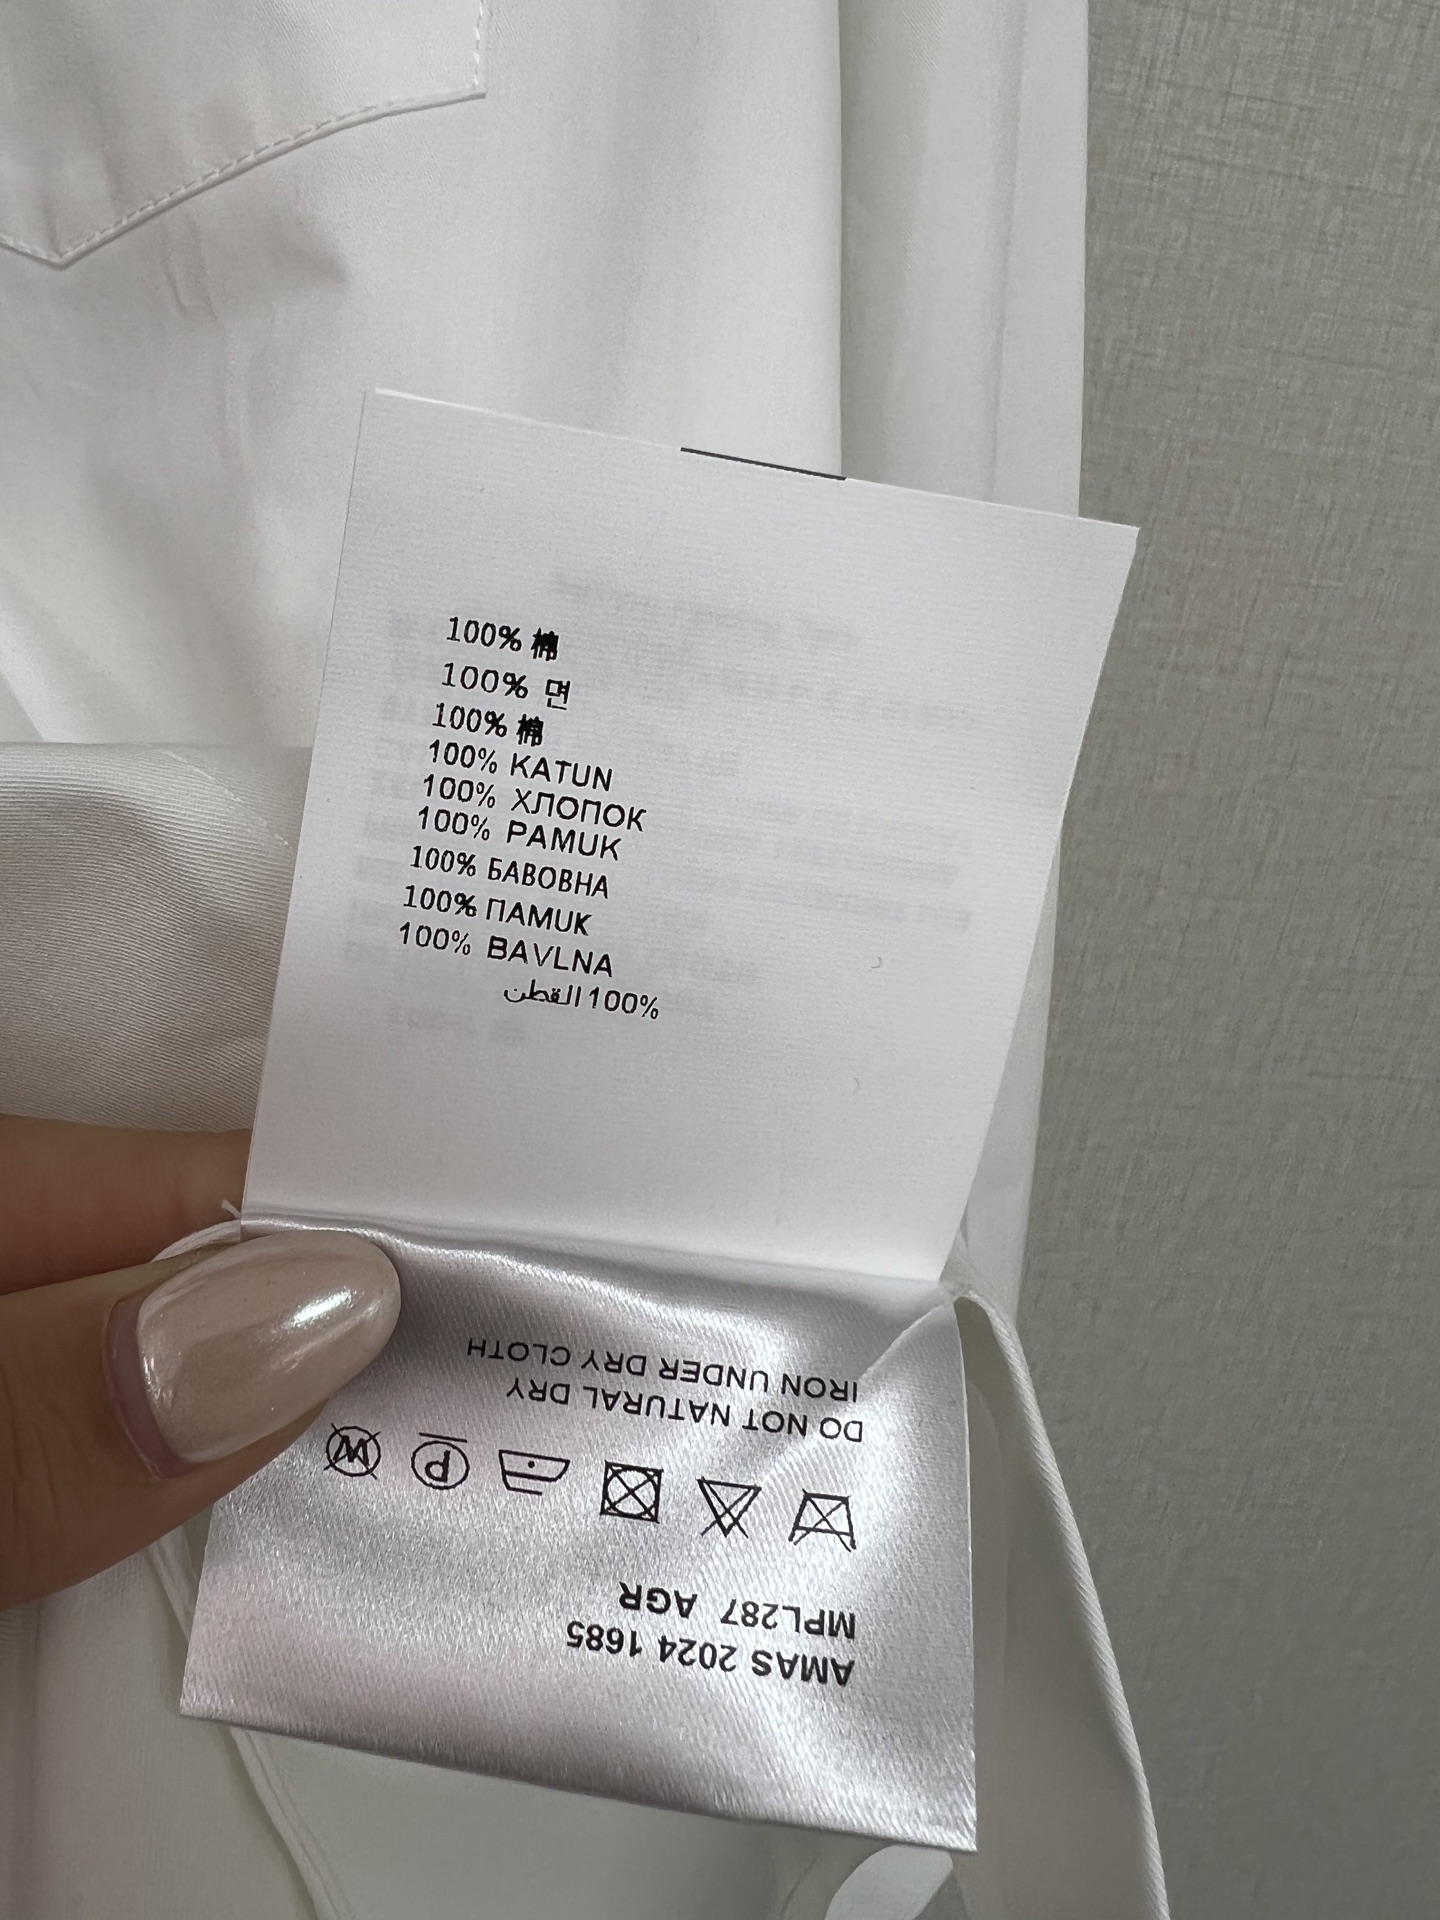 100% 棉
100% 면
100% 棉
100% KATUN
100% ХЛОПОК
100% PAMUK
100% БАВОВНА
100% ПАМUK
100% BAVLNA
100% القطن
AMAS 2024 1685
MPL287 AGR
P
W
DO NOT NATURAL DRY
IRON UNDER DRY CLOTH